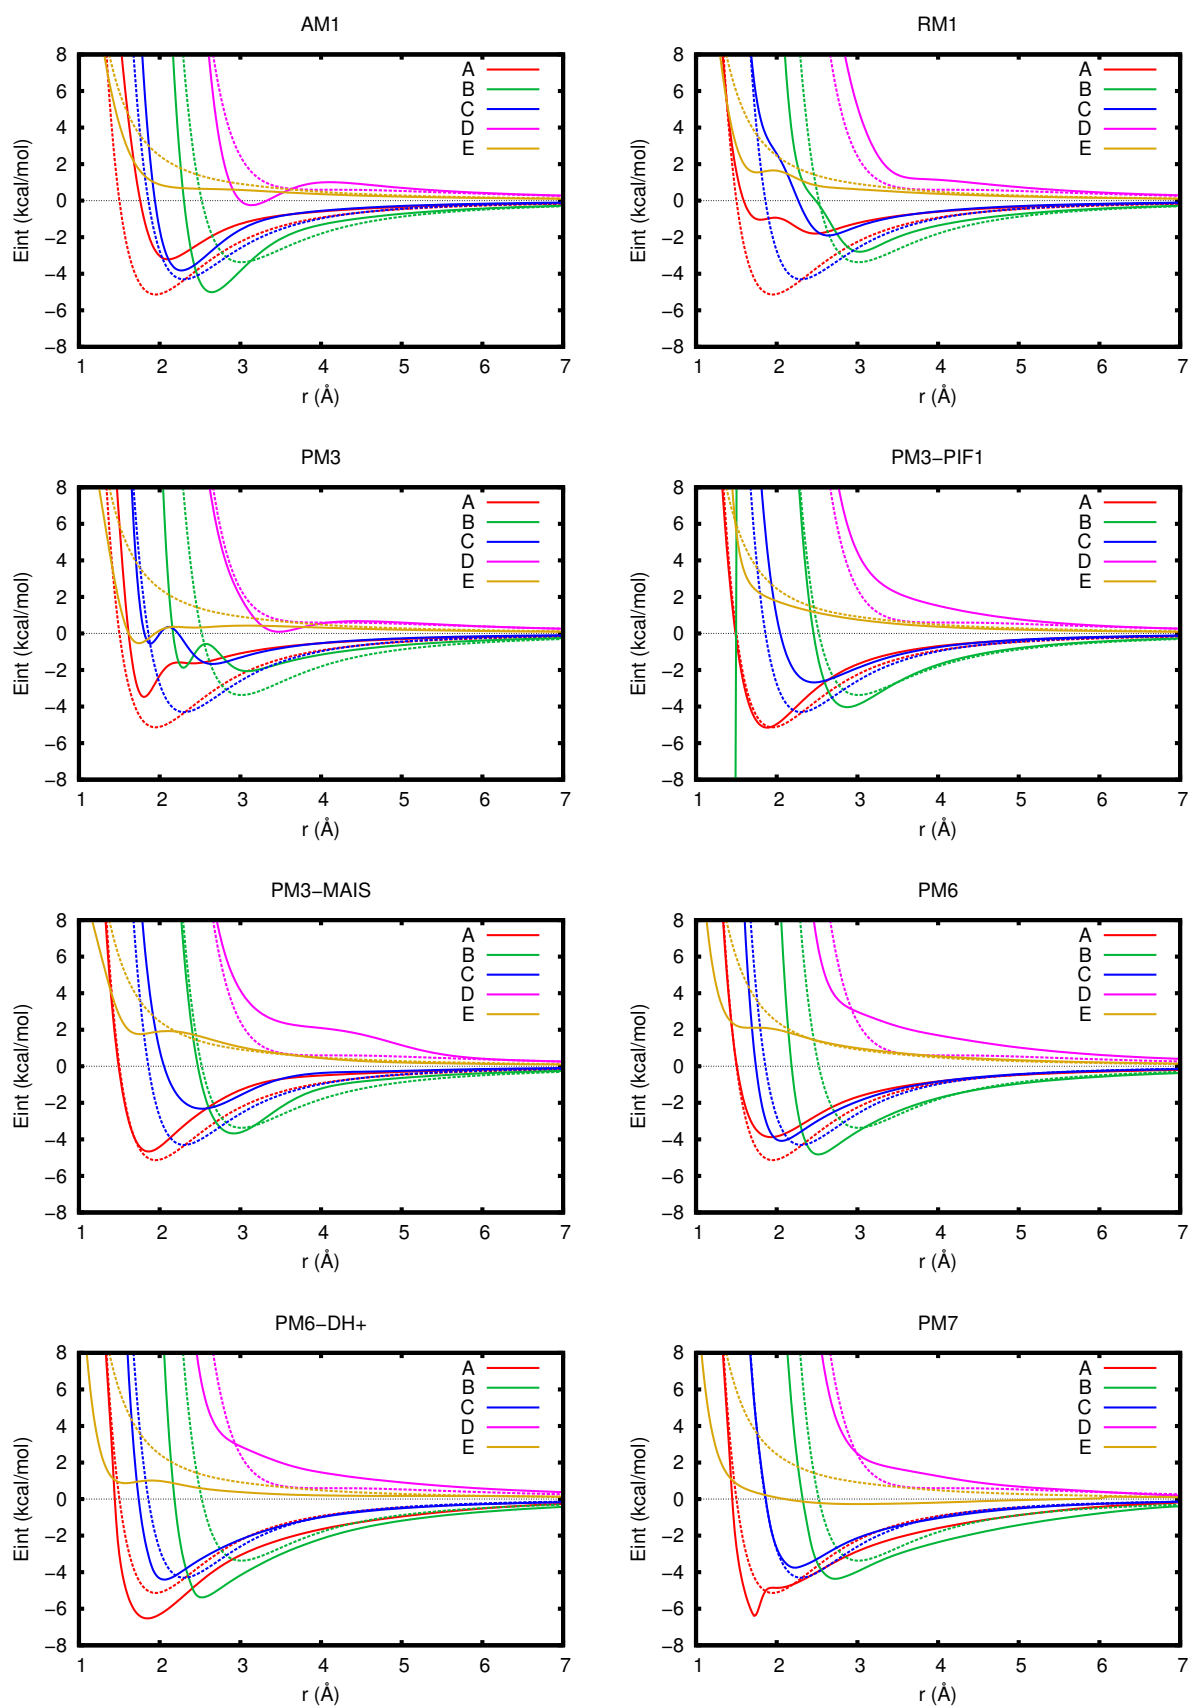 AM1
Eint (kcal/mol)
8
6
4
2
0
−2
−4
−6
−8
A
B
C
D
E
1 2 3 4 5 6 7
r (Å)
RM1
Eint (kcal/mol)
8
6
4
2
0
−2
−4
−6
−8
A
B
C
D
E
1 2 3 4 5 6 7
r (Å)
PM3
Eint (kcal/mol)
8
6
4
2
0
−2
−4
−6
−8
A
B
C
D
E
1 2 3 4 5 6 7
r (Å)
PM3−PIF1
Eint (kcal/mol)
8
6
4
2
0
−2
−4
−6
−8
A
B
C
D
E
1 2 3 4 5 6 7
r (Å)
PM3−MAIS
Eint (kcal/mol)
8
6
4
2
0
−2
−4
−6
−8
A
B
C
D
E
1 2 3 4 5 6 7
r (Å)
PM6
Eint (kcal/mol)
8
6
4
2
0
−2
−4
−6
−8
A
B
C
D
E
1 2 3 4 5 6 7
r (Å)
PM6−DH+
Eint (kcal/mol)
8
6
4
2
0
−2
−4
−6
−8
A
B
C
D
E
1 2 3 4 5 6 7
r (Å)
PM7
Eint (kcal/mol)
8
6
4
2
0
−2
−4
−6
−8
A
B
C
D
E
1 2 3 4 5 6 7
r (Å)